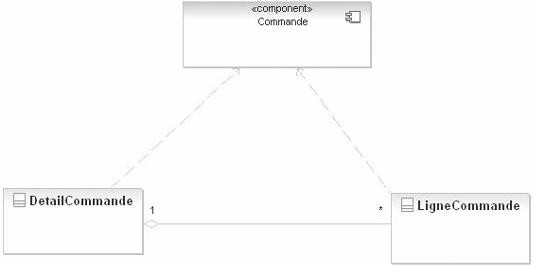 «component»
Commande
DetailCommande
1
*
LigneCommande